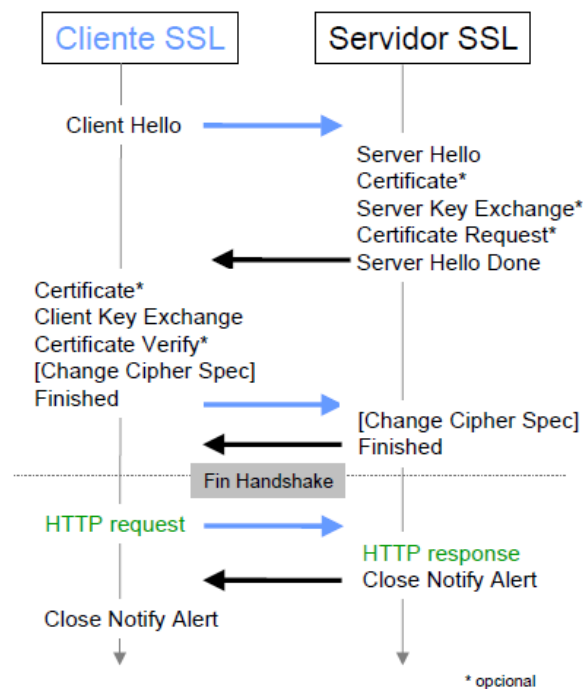 Cliente SSL
Servidor SSL
Client Hello
Server Hello
Certificate*
Server Key Exchange*
Certificate Request*
Server Hello Done
Certificate*
Client Key Exchange
Certificate Verify*
[Change Cipher Spec]
Finished
[Change Cipher Spec]
Finished
Fin Handshake
HTTP request
HTTP response
Close Notify Alert
Close Notify Alert
* opcional